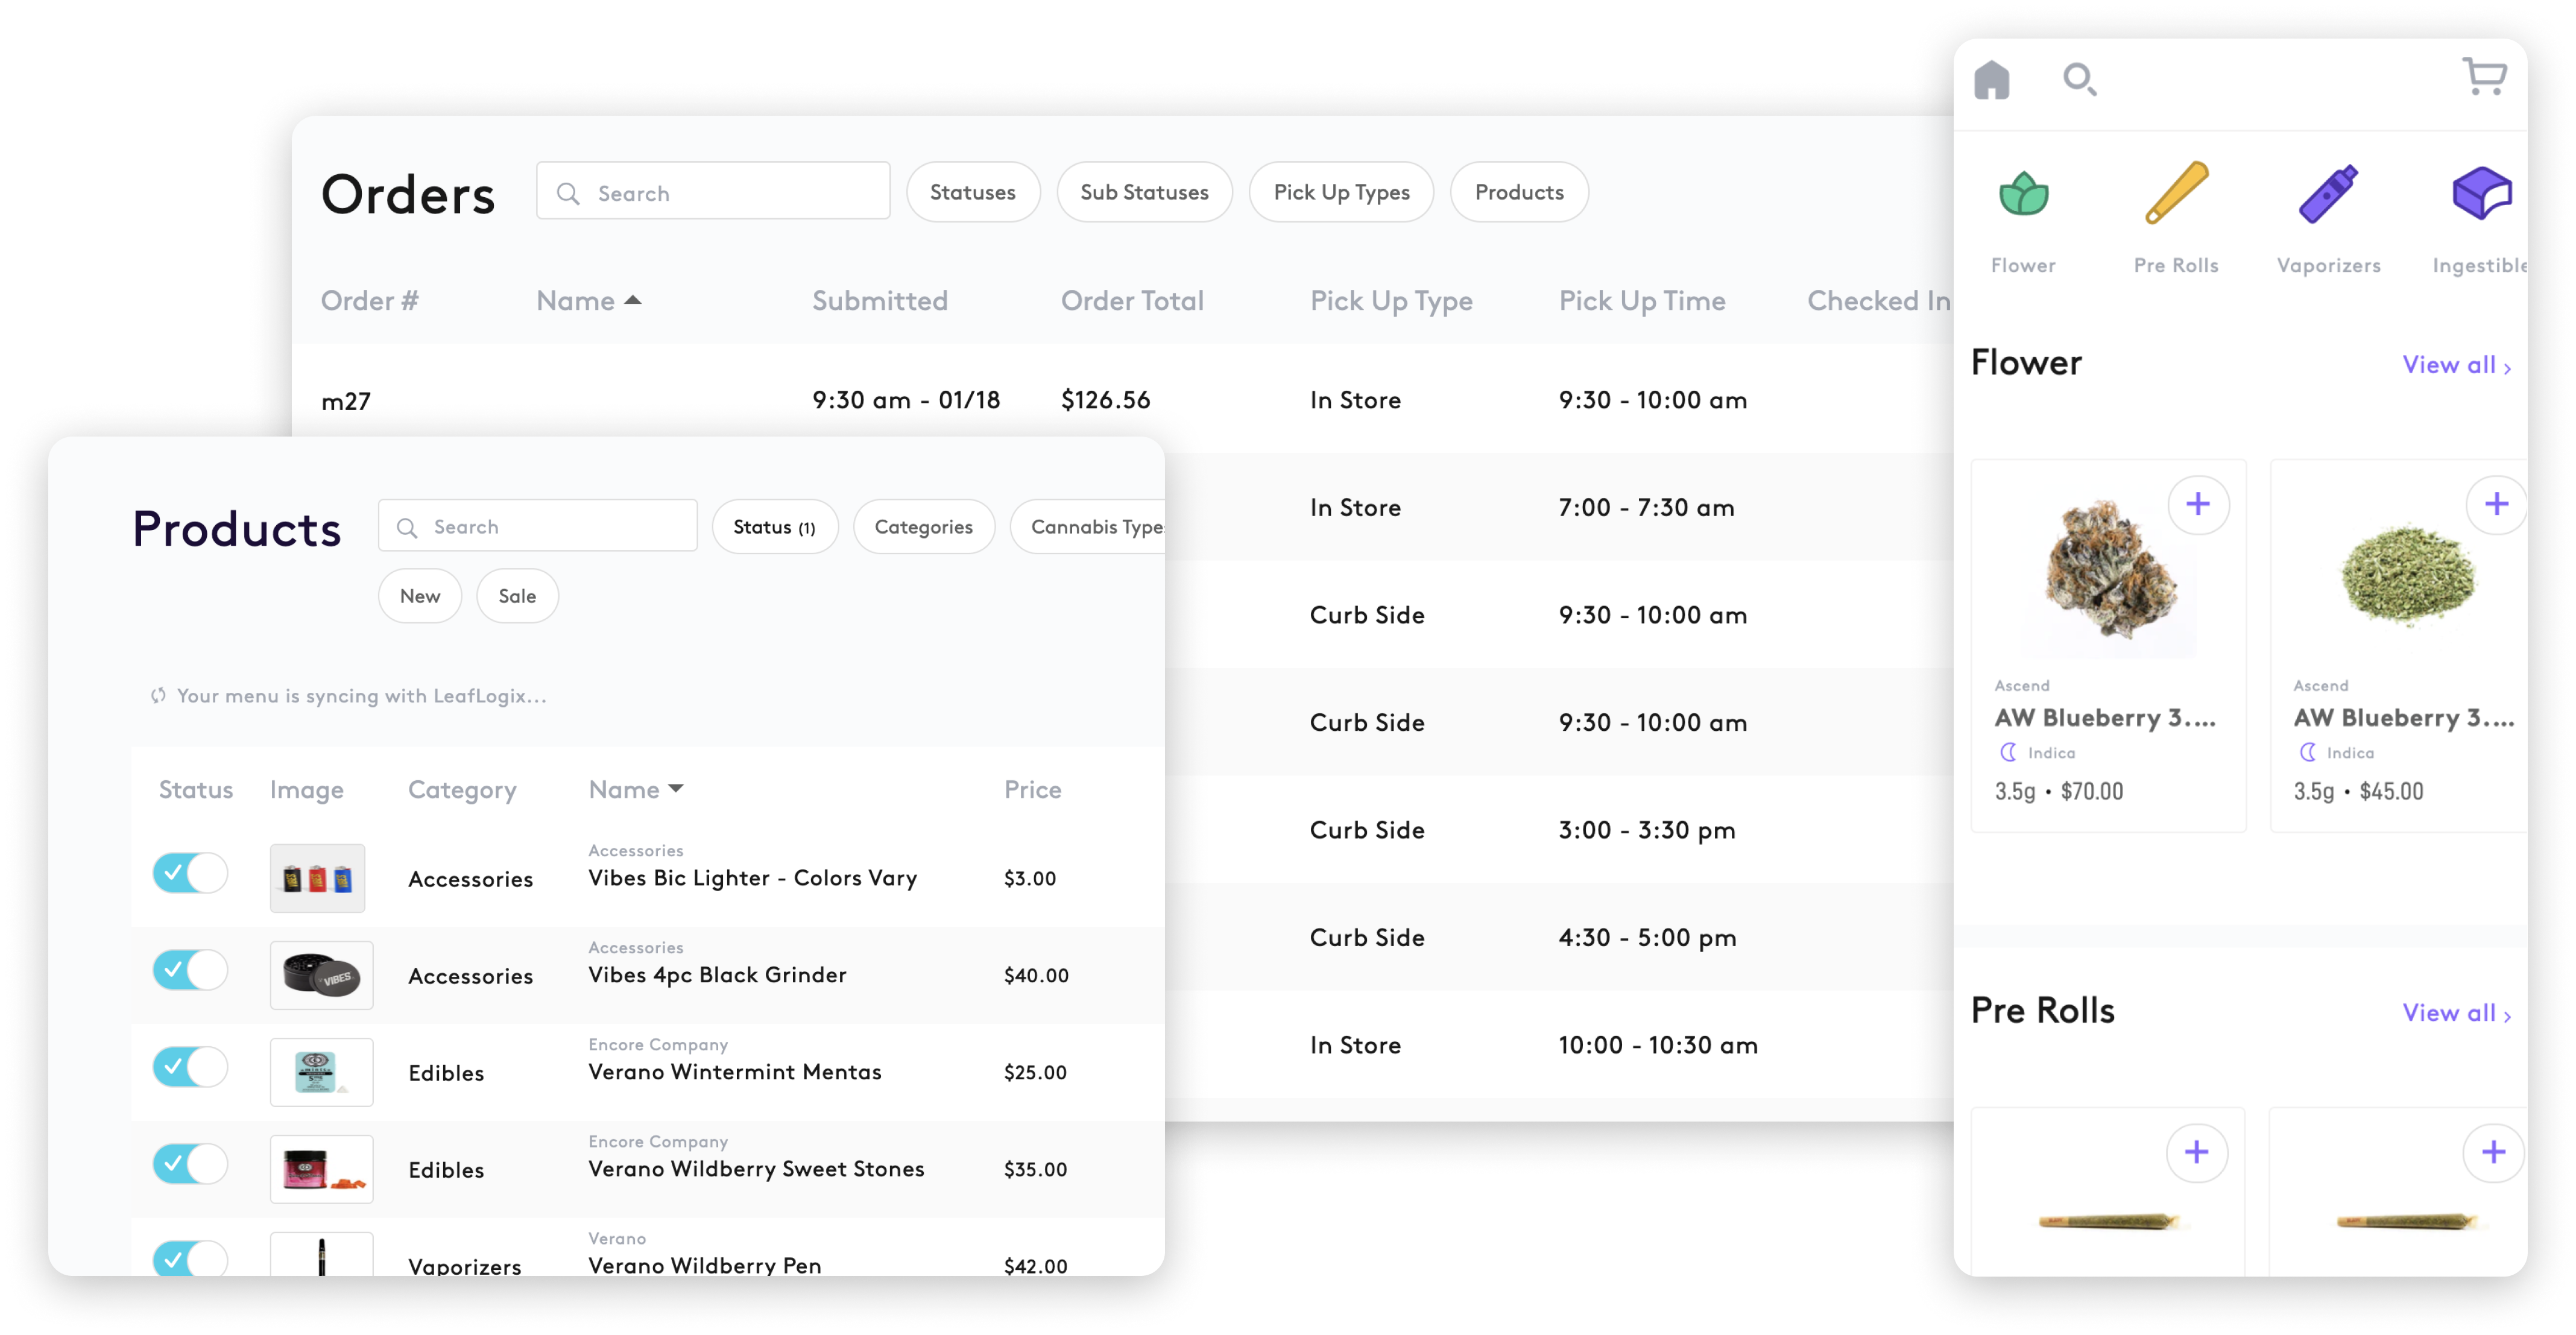 Orders
Search
Statuses
Sub Statuses
Pick Up Types
Products
Order # Name Submitted Order Total Pick Up Type Pick Up Time Checked In
m27 9:30 am - 01/18 $126.56 In Store 9:30 - 10:00 am
In Store 7:00 - 7:30 am
Curb Side 9:30 - 10:00 am
Curb Side 9:30 - 10:00 am
Curb Side 3:00 - 3:30 pm
Curb Side 4:30 - 5:00 pm
In Store 10:00 - 10:30 am
Products
Search
Status (1)
Categories
Cannabis Type
New
Sale
Your menu is syncing with LeafLogix...
Status Image Category Name Price
Accessories
Accessories Vibes Bic Lighter - Colors Vary $3.00
Accessories
VIBES
Accessories Vibes 4pc Black Grinder $40.00
Encore Company
Edibles Verano Wintermint Mentas $25.00
Encore Company
Edibles Verano Wildberry Sweet Stones $35.00
Verano
Vaporizers Verano Wildberry Pen $42.00
Flower
Pre Rolls
Vaporizers
Ingestible
Flower
View all ›
Ascend
AW Blueberry 3....
Indica
3.5g • $70.00
Ascend
AW Blueberry 3....
Indica
3.5g • $45.00
Pre Rolls
View all ›